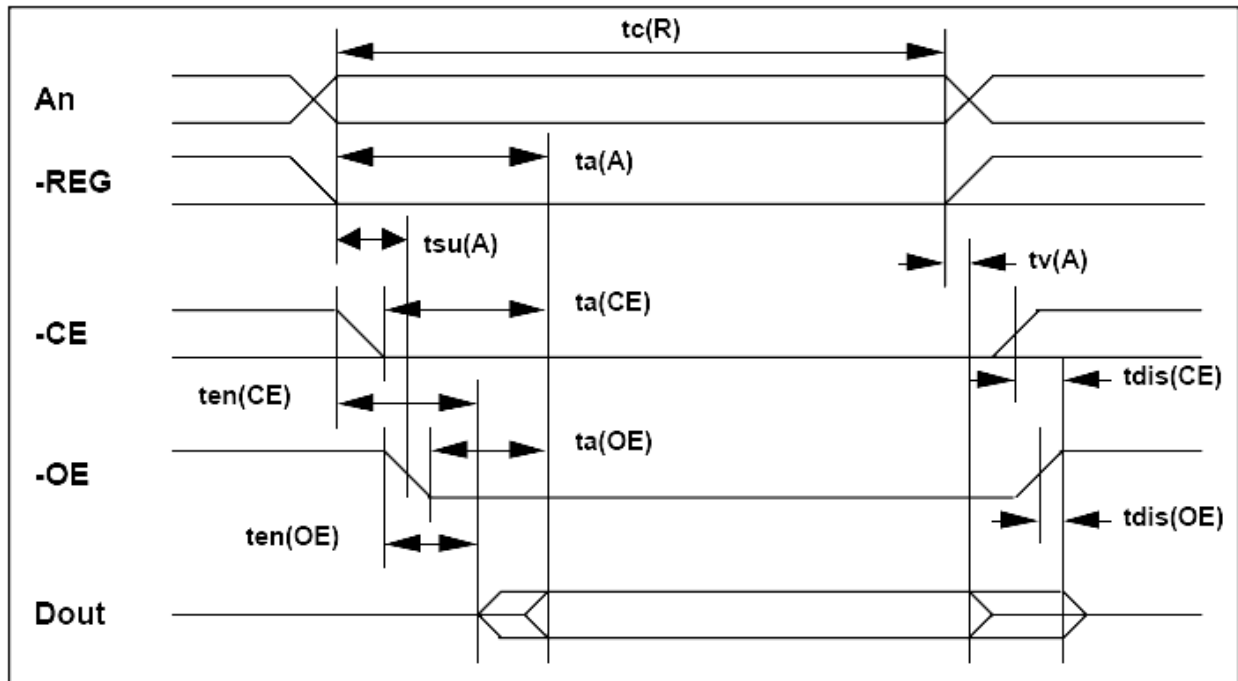 tc(R)
An
ta(A)
-REG
tsu(A)
tv(A)
ta(CE)
-CE
tdis(CE)
ten(CE)
ta(OE)
-OE
tdis(OE)
ten(OE)
Dout